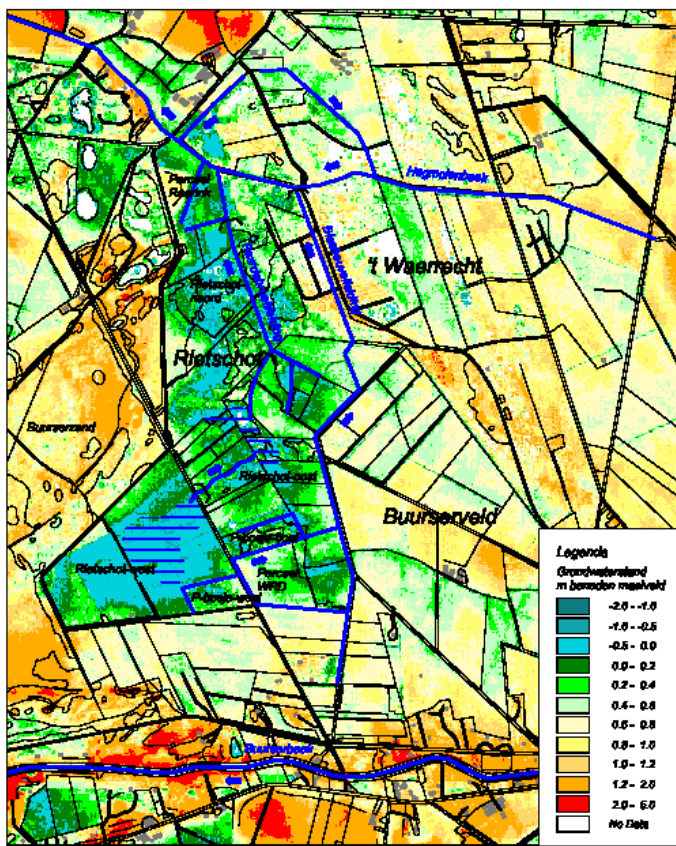 Hagmolenbeek
Perceel
't Waarrecht
Rietschot-
noord
Rietschot
Buurserzand
Rietschot-oost
Buurserveld
Rietschot-west
Perceel
WRD
Buurserbeek
Legenda
Grondwaterstand
m beneden maaiveld
-2.0 - -1.0
-1.0 - -0.5
-0.5 - 0.0
0.0 - 0.2
0.2 - 0.4
0.4 - 0.6
0.6 - 0.8
0.8 - 1.0
1.0 - 1.2
1.2 - 2.0
2.0 - 5.0
No Data